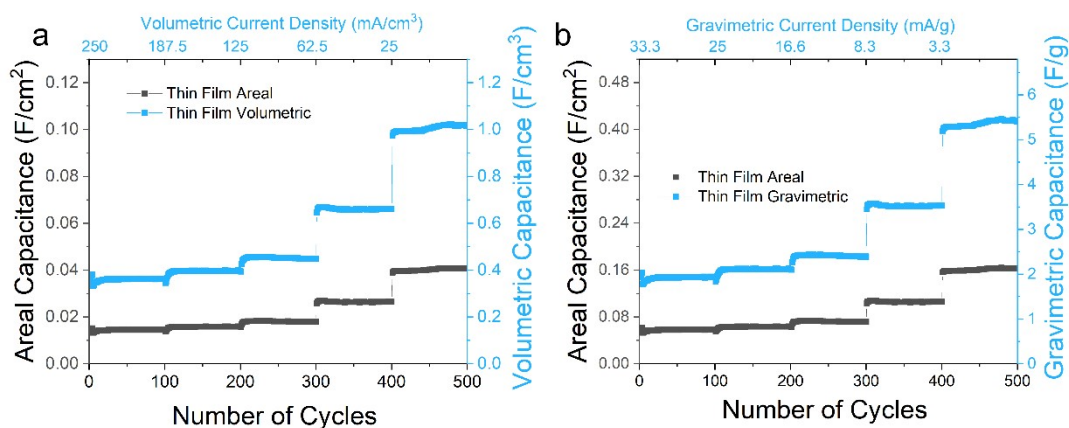 a
Volumetric Current Density (mA/cm³)
250 187.5 125 62.5 25
Areal Capacitance (F/cm²)
0.12
0.10
0.08
0.06
0.04
0.02
0.00
Thin Film Areal
Thin Film Volumetric
1.2
1.0
0.8
0.6
0.4
0.2
0.0
Volumetric Capacitance (F/cm³)
0 100 200 300 400 500
Number of Cycles
b
Gravimetric Current Density (mA/g)
33.3 25 16.6 8.3 3.3
Areal Capacitance (F/cm²)
0.48
0.40
0.32
0.24
0.16
0.08
0.00
Thin Film Areal
Thin Film Gravimetric
6
5
4
3
2
1
0
Gravimetric Capacitance (F/g)
0 100 200 300 400 500
Number of Cycles